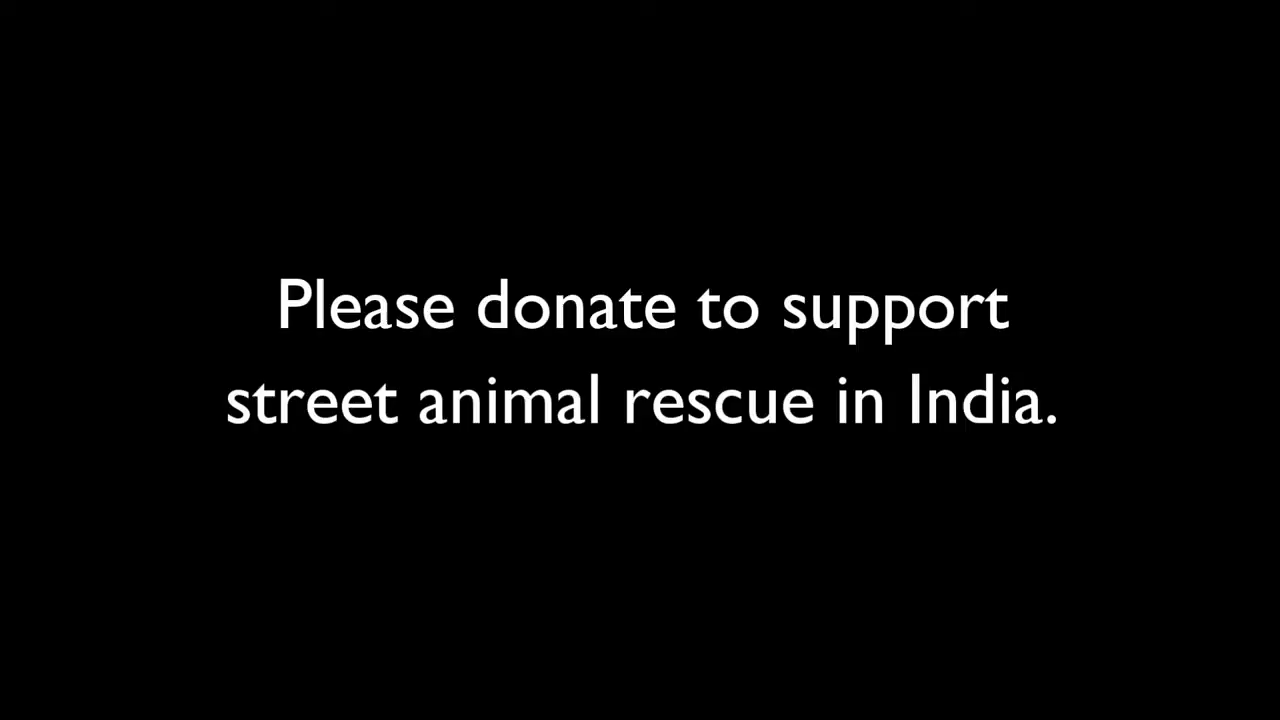 Please donate to support
street animal rescue in India.